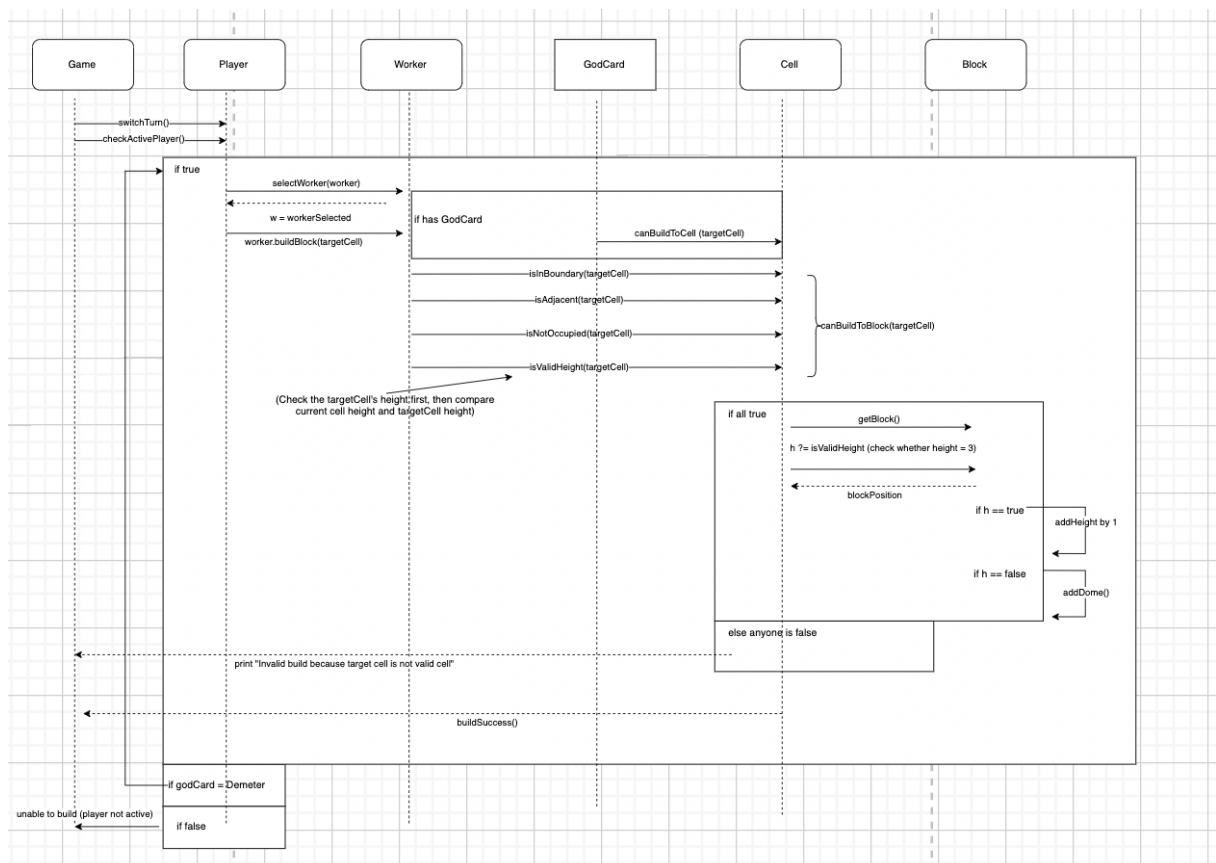 Game
Player
Worker
GodCard
Cell
Block
switchTurn()
checkActivePlayer()
if true
selectWorker(worker)
w = workerSelected
if has GodCard
canBuildToCell (targetCell)
worker.buildBlock(targetCell)
isInBoundary(targetCell)
isAdjacent(targetCell)
canBuildToBlock(targetCell)
isNotOccupied(targetCell)
isValidHeight(targetCell)
(Check the targetCell's height first, then compare
current cell height and targetCell height)
if all true
getBlock()
h ?= isValidHeight (check whether height = 3)
blockPosition
if h == true
addHeight by 1
if h == false
addDome()
else anyone is false
print "Invalid build because target cell is not valid cell"
buildSuccess()
if godCard = Demeter
unable to build (player not active)
if false